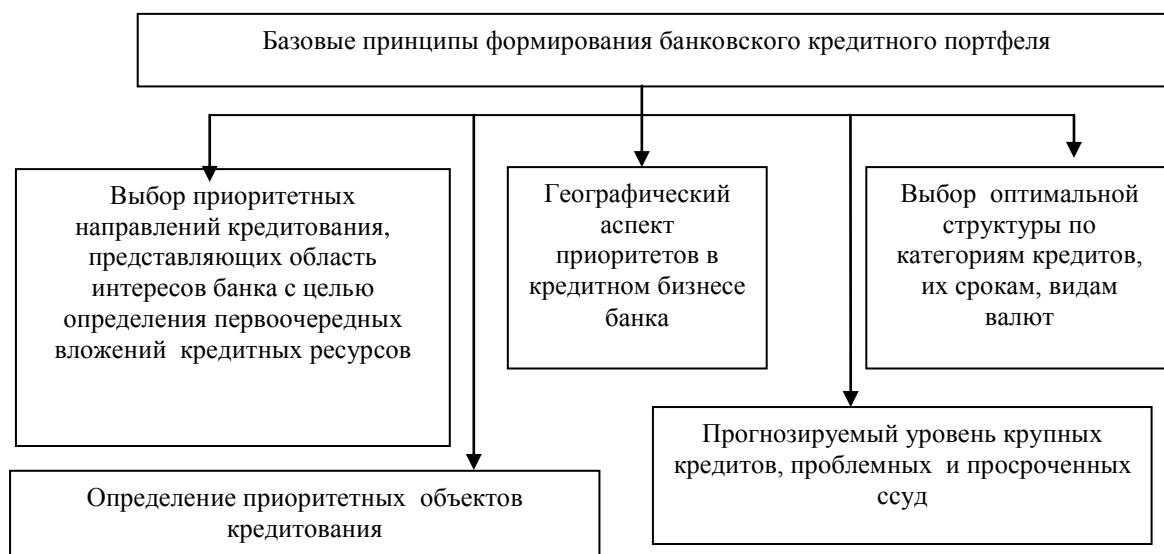 Базовые принципы формирования банковского кредитного портфеля
Выбор приоритетных
направлений кредитования,
представляющих область
интересов банка с целью
определения первоочередных
вложений кредитных ресурсов
Географический
аспект
приоритетов в
кредитном бизнесе
банка
Выбор оптимальной
структуры по
категориям кредитов,
их срокам, видам
валют
Определение приоритетных объектов
кредитования
Прогнозируемый уровень крупных
кредитов, проблемных и просроченных
ссуд